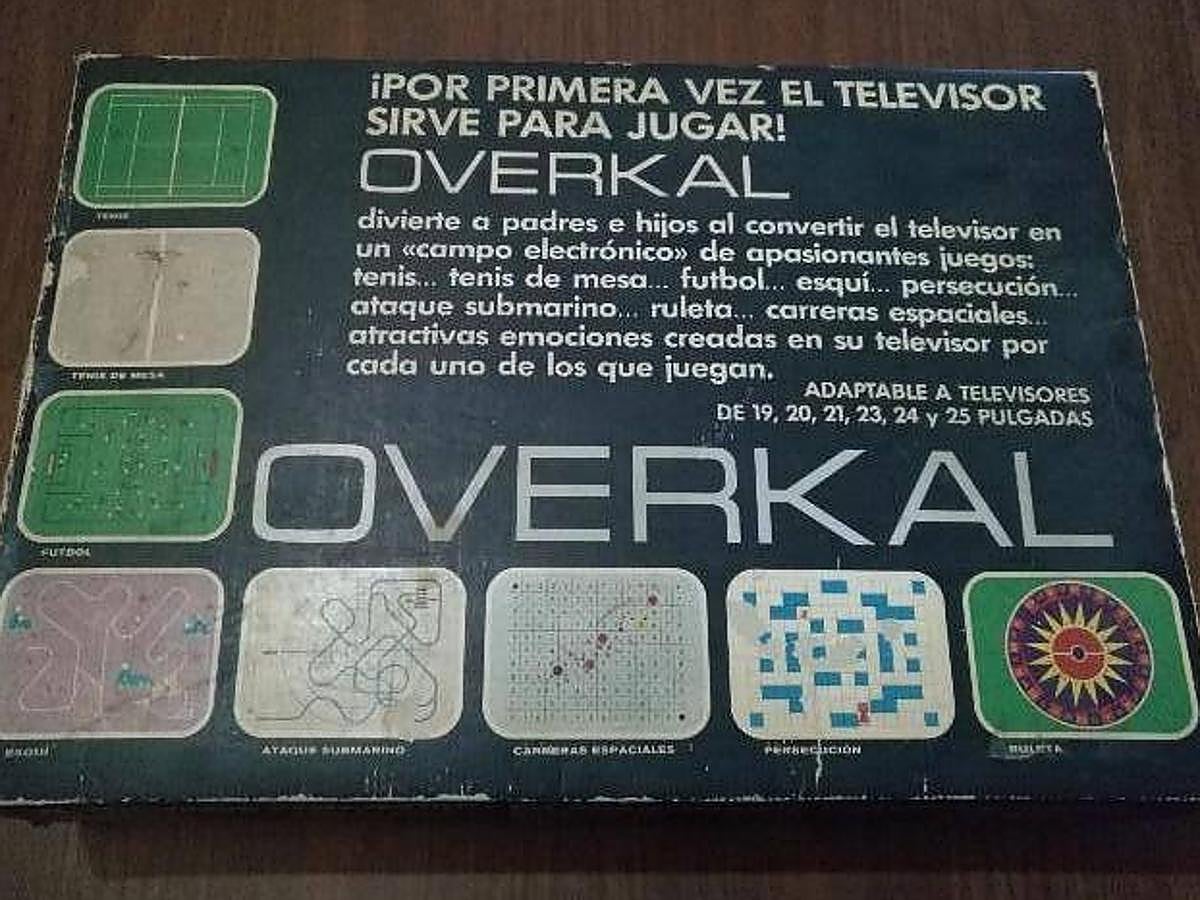 ¡POR PRIMERA VEZ EL TELEVISOR
SIRVE PARA JUGAR!
OVERKAL
divierte a padres e hijos al convertir el televisor en
un «campo electrónico» de apasionantes juegos:
tenis... tenis de mesa... futbol... esquí... persecución...
ataque submarino... ruleta... carreras espaciales...
atractivas emociones creadas en su televisor por
cada uno de los que juegan.
ADAPTABLE A TELEVISORES
DE 19, 20, 21, 23, 24 y 25 PULGADAS
TENIS
TENIS DE MESA
FUTBOL
OVERKAL
ESQUI
ATAQUE SUBMARINO
CARRERAS ESPACIALES
PERSECUCIÓN
RULETA